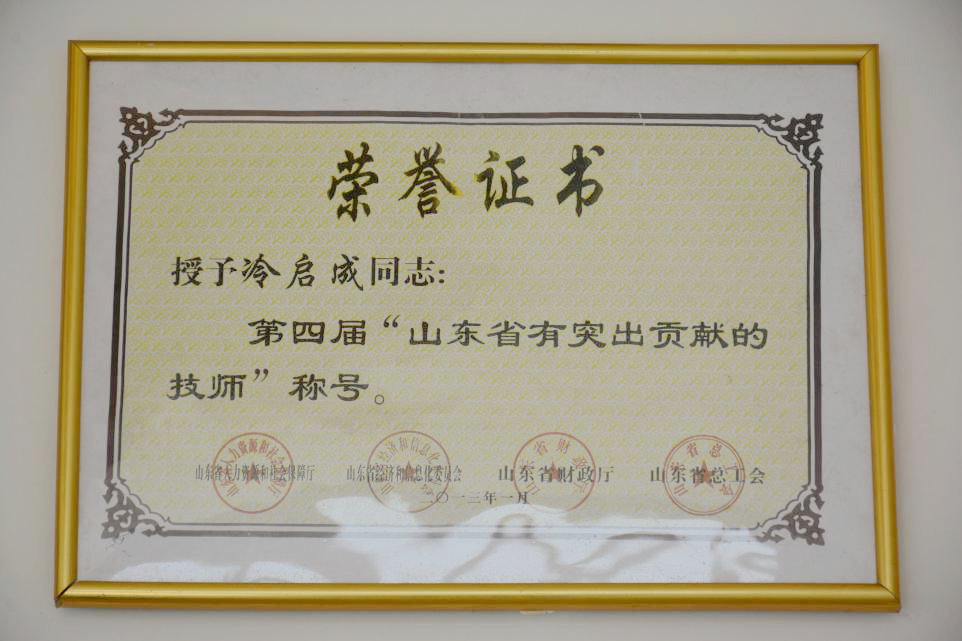 荣誉证书
授予冷启成同志:
第四届“山东省有突出贡献的
技师”称号。
山东省人力资源和社会保障厅 山东省经济和信息化委员会 山东省财政厅 山东省总工会
二〇一三年一月